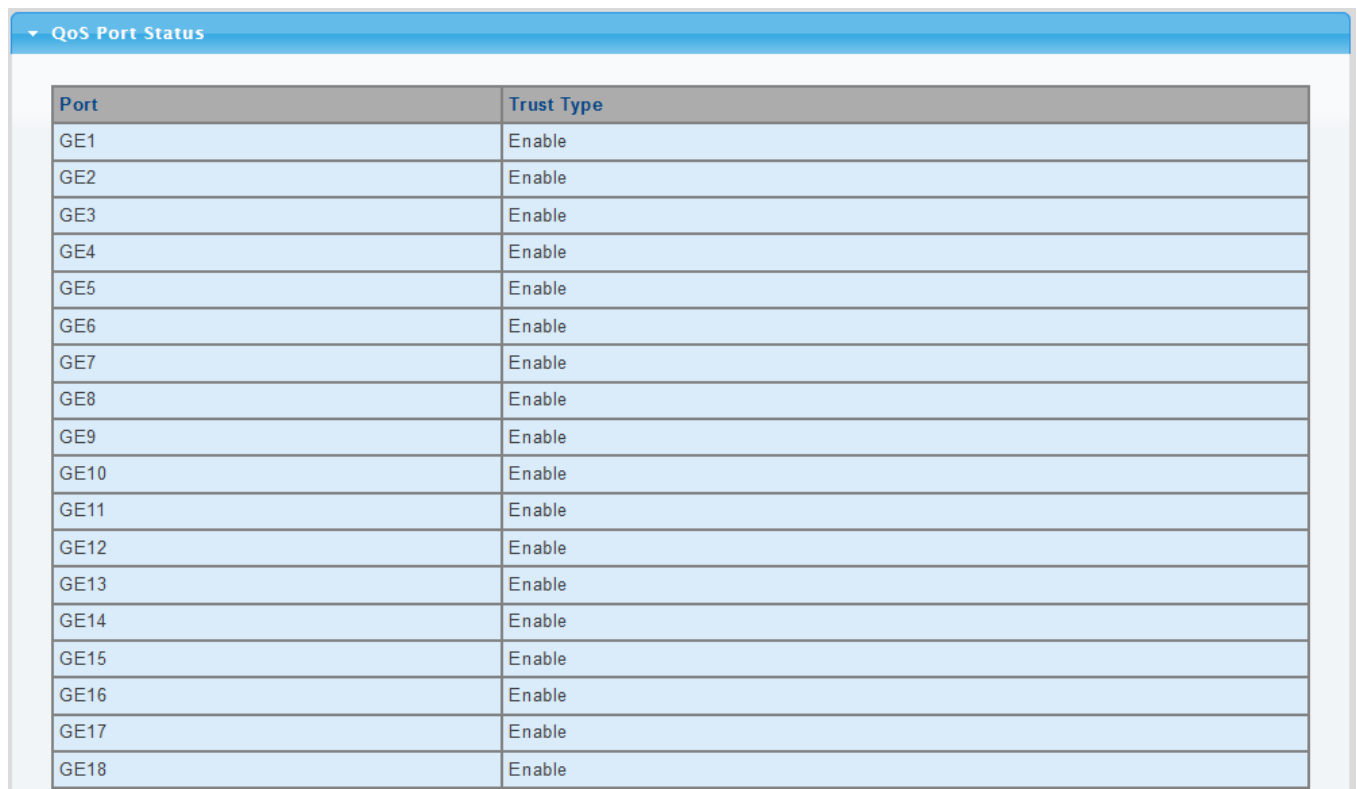 QoS Port Status
Port Trust Type
GE1 Enable
GE2 Enable
GE3 Enable
GE4 Enable
GE5 Enable
GE6 Enable
GE7 Enable
GE8 Enable
GE9 Enable
GE10 Enable
GE11 Enable
GE12 Enable
GE13 Enable
GE14 Enable
GE15 Enable
GE16 Enable
GE17 Enable
GE18 Enable